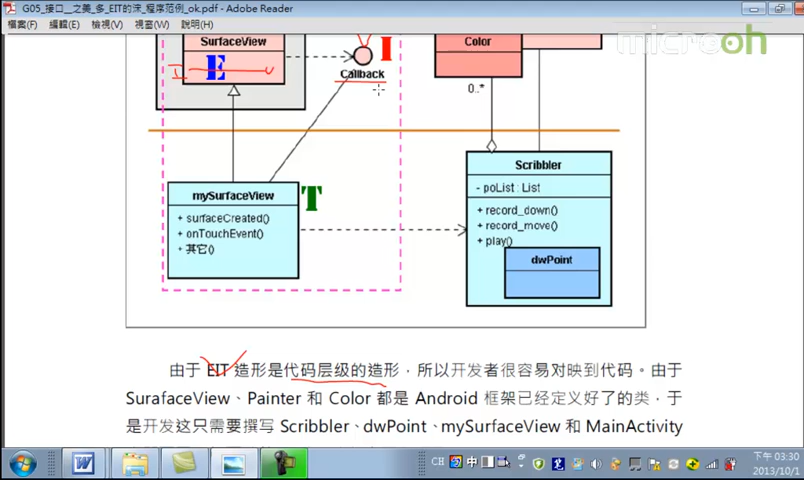 G05_接口__之美_多_EIT的深_程序范例_ok.pdf - Adobe Reader
檔案(F) 編輯(E) 檢視(V) 視窗(W) 說明(H)
microoh
SurfaceView
E
I
Callback
Color
0..*
mySurfaceView
+ surfaceCreated()
+ onTouchEvent()
+ 其它()
T
Scribbler
- poList : List
+ record_down()
+ record_move()
+ play()
dwPoint
由于 EIT 造形是代码层级的造形，所以开发者很容易对映到代码。由于
SurafaceView、Painter 和 Color 都是 Android 框架已经定义好了的类，于
是开发这只需要撰写 Scribbler、dwPoint、mySurfaceView 和 MainActivity
CH 中
下午 03:30
2013/10/1